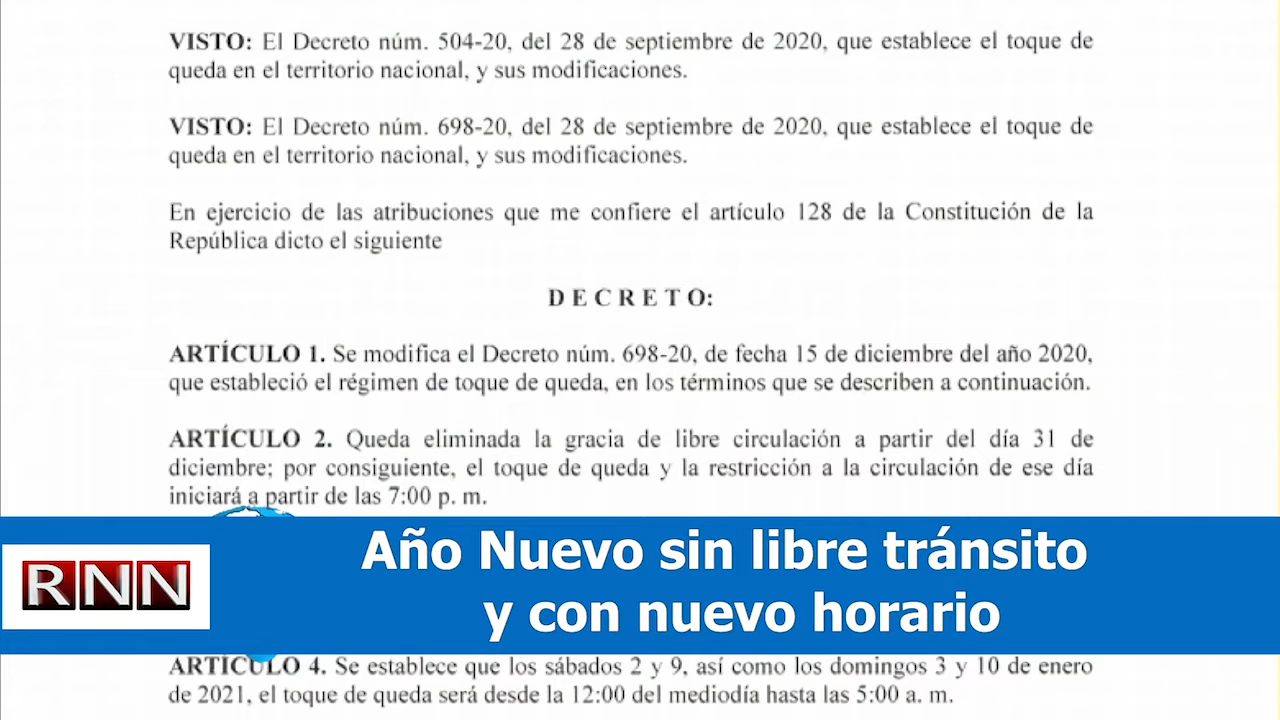 VISTO: El Decreto núm. 504-20, del 28 de septiembre de 2020, que establece el toque de
queda en el territorio nacional, y sus modificaciones.
VISTO: El Decreto núm. 698-20, del 28 de septiembre de 2020, que establece el toque de
queda en el territorio nacional, y sus modificaciones.
En ejercicio de las atribuciones que me confiere el artículo 128 de la Constitución de la
República dicto el siguiente
D E C R E T O:
ARTÍCULO 1. Se modifica el Decreto núm. 698-20, de fecha 15 de diciembre del año 2020,
que estableció el régimen de toque de queda, en los términos que se describen a continuación.
ARTÍCULO 2. Queda eliminada la gracia de libre circulación a partir del día 31 de
diciembre; por consiguiente, el toque de queda y la restricción a la circulación de ese día
iniciará a partir de las 7:00 p. m.
Año Nuevo sin libre tránsito
RNN
y con nuevo horario
ARTÍCULO 4. Se establece que los sábados 2 y 9, así como los domingos 3 y 10 de enero
de 2021, el toque de queda será desde la 12:00 del mediodía hasta las 5:00 a. m.